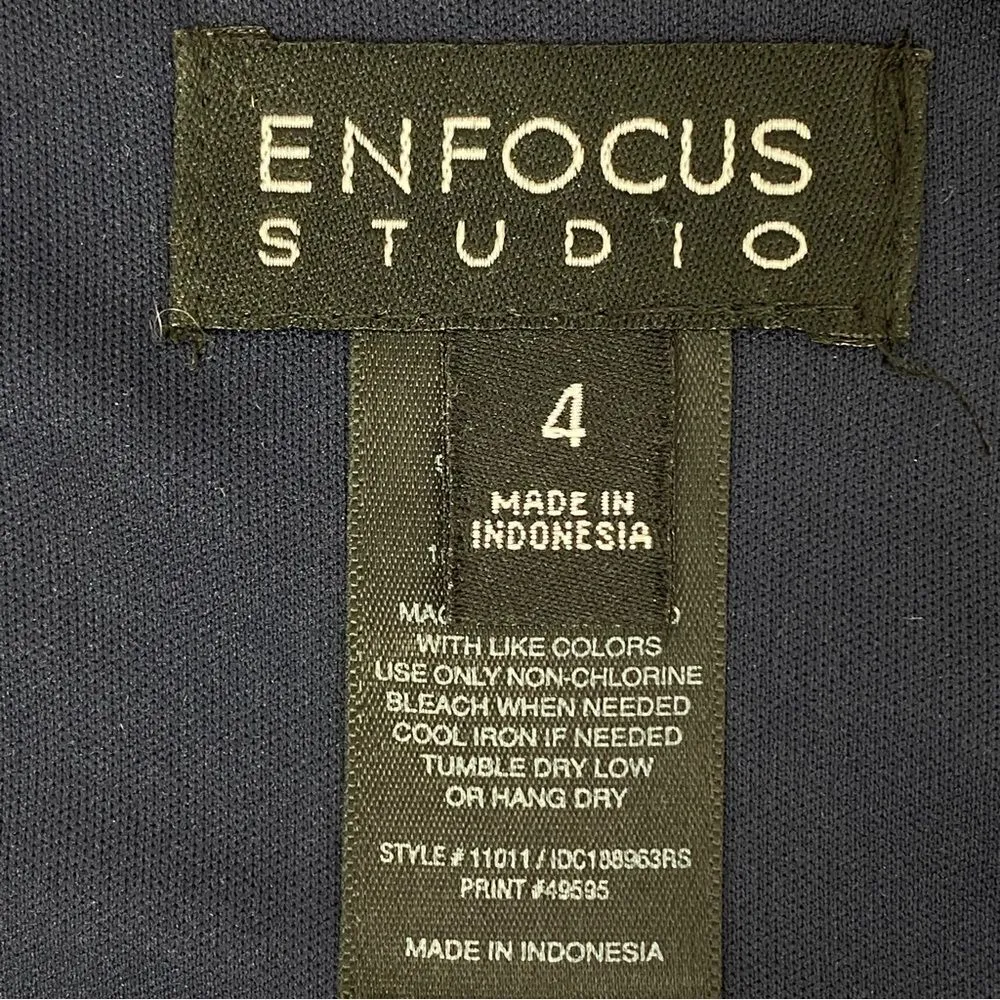 ENFOCUS
STUDIO
4
MADE IN
INDONESIA
WITH LIKE COLORS
USE ONLY NON-CHLORINE
BLEACH WHEN NEEDED
COOL IRON IF NEEDED
TUMBLE DRY LOW
OR HANG DRY
STYLE # 11011 / IDC188963RS
PRINT #49595
MADE IN INDONESIA